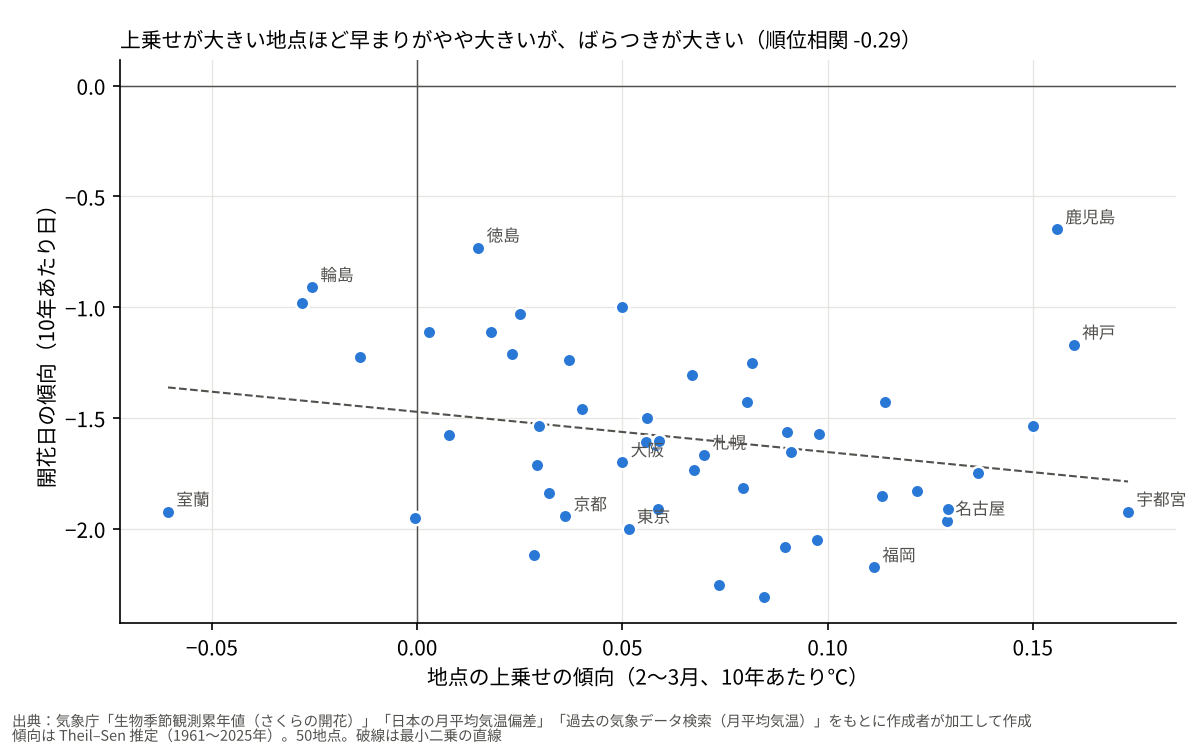 上乗せが大きい地点ほど早まりがやや大きいが、ばらつきが大きい（順位相関 -0.29）
開花日の傾向（10年あたり日）
0.0
−0.5
−1.0
−1.5
−2.0
鹿児島
徳島
輪島
神戸
札幌
大阪
室蘭
京都
東京
名古屋
宇都宮
福岡
−0.05
0.00
0.05
0.10
0.15
地点の上乗せの傾向（2〜3月、10年あたり℃）
出典：気象庁「生物季節観測累年値（さくらの開花）」「日本の月平均気温偏差」「過去の気象データ検索（月平均気温）」をもとに作成者が加工して作成
傾向は Theil–Sen 推定（1961〜2025年）。50地点。破線は最小二乗の直線